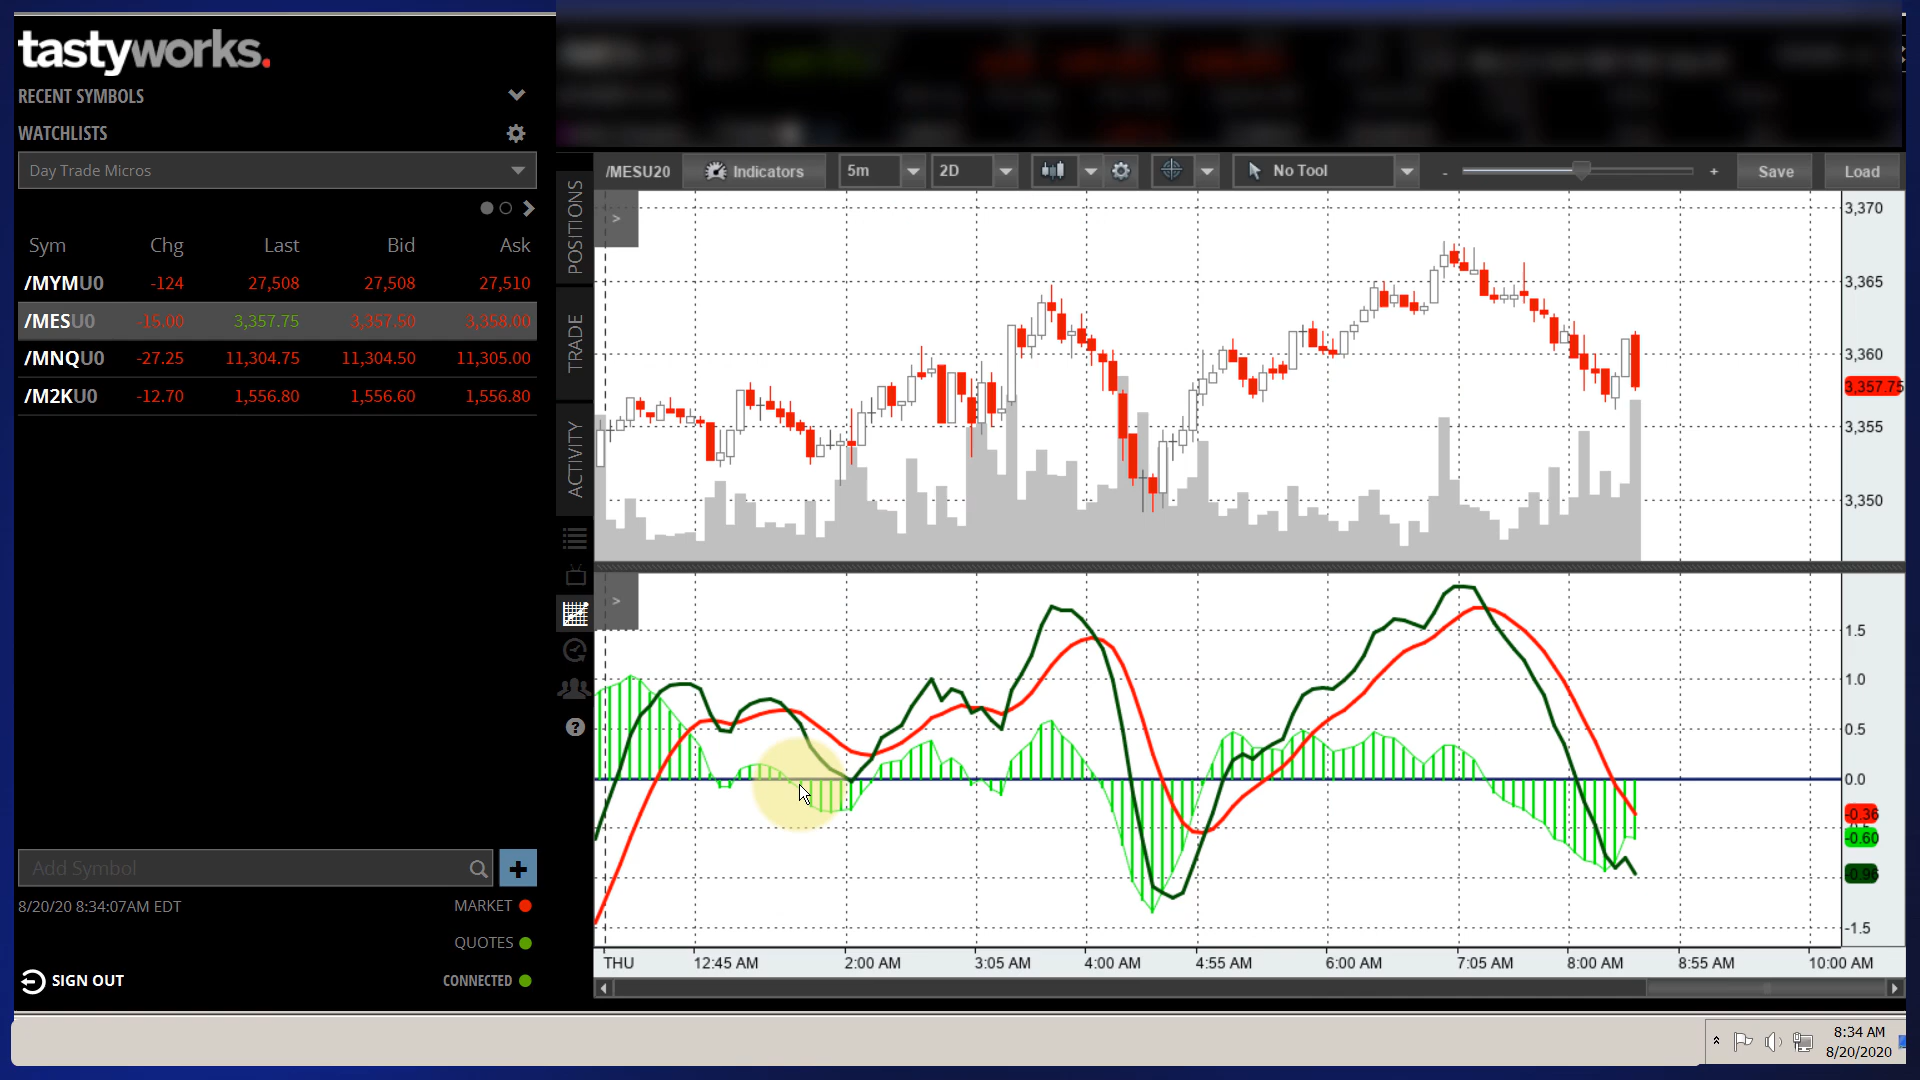 tastyworks.
RECENT SYMBOLS
WATCHLISTS
Day Trade Micros
Sym Chg Last Bid Ask
/MYMU0 -124 27,508 27,508 27,510
/MESU0 -15.00 3,357.75 3,357.50 3,358.00
/MNQU0 -27.25 11,304.75 11,304.50 11,305.00
/M2KU0 -12.70 1,556.80 1,556.60 1,556.80
Add Symbol
8/20/20 8:34:07AM EDT MARKET
QUOTES
SIGN OUT CONNECTED
POSITIONS
TRADE
ACTIVITY
/MESU20 Indicators 5m 2D No Tool - + Save Load
>
3,370
3,365
3,360
3,357.75
3,355
3,350
>
1.5
1.0
0.5
0.0
-0.36
-0.60
-0.96
-1.5
THU 12:45 AM 2:00 AM 3:05 AM 4:00 AM 4:55 AM 6:00 AM 7:05 AM 8:00 AM 8:55 AM 10:00 AM
8:34 AM
8/20/2020